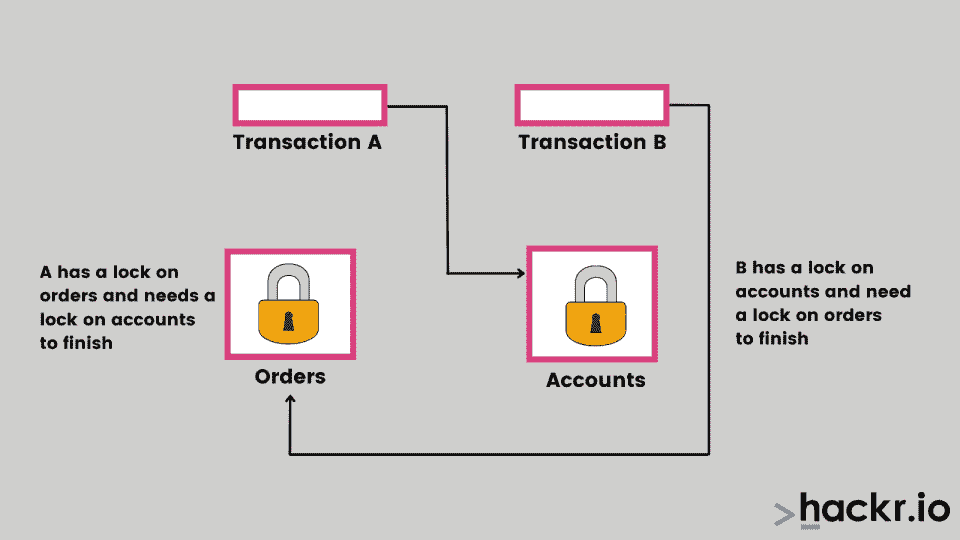 Transaction A
Transaction B
A has a lock on
orders and needs a
lock on accounts
to finish
B has a lock on
accounts and need
a lock on orders
to finish
Orders
Accounts
>hackr.io